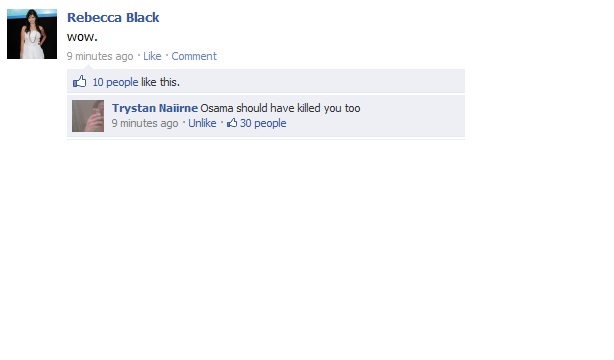 Rebecca Black
wow.
9 minutes ago · Like · Comment
10 people like this.
Trystan Naiirne Osama should have killed you too
9 minutes ago · Unlike · 30 people